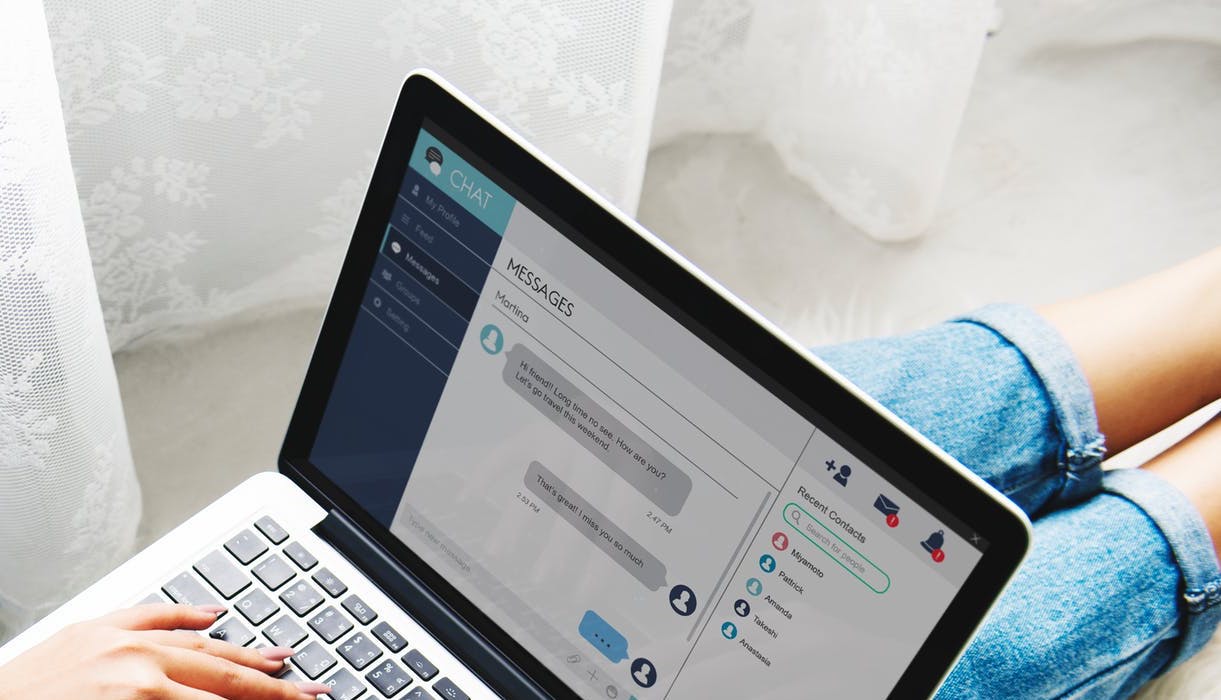 CHAT
My Profile
Feed
Messages
Groups
Setting
MESSAGES
Martina
Hi friend!! Long time no see. How are you?
Let's go travel this weekend.
2.47 PM
That's great! I miss you so much
2.53 PM
Type new message
Recent Contacts
Search for people
Miyamoto
Pattrick
Amanda
Takeshi
Anastasia